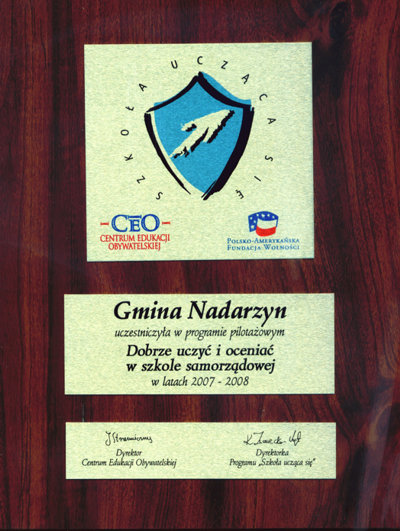 SZKOŁA UCZĄCA SIĘ
CEO
CENTRUM EDUKACJI
OBYWATELSKIEJ
POLSKO-AMERYKAŃSKA
FUNDACJA WOLNOŚCI
Gmina Nadarzyn
uczestniczyła w programie pilotażowym
Dobrze uczyć i oceniać
w szkole samorządowej
w latach 2007 - 2008
Dyrektor
Centrum Edukacji Obywatelskiej
Dyrektorka
Programu „Szkoła ucząca się”